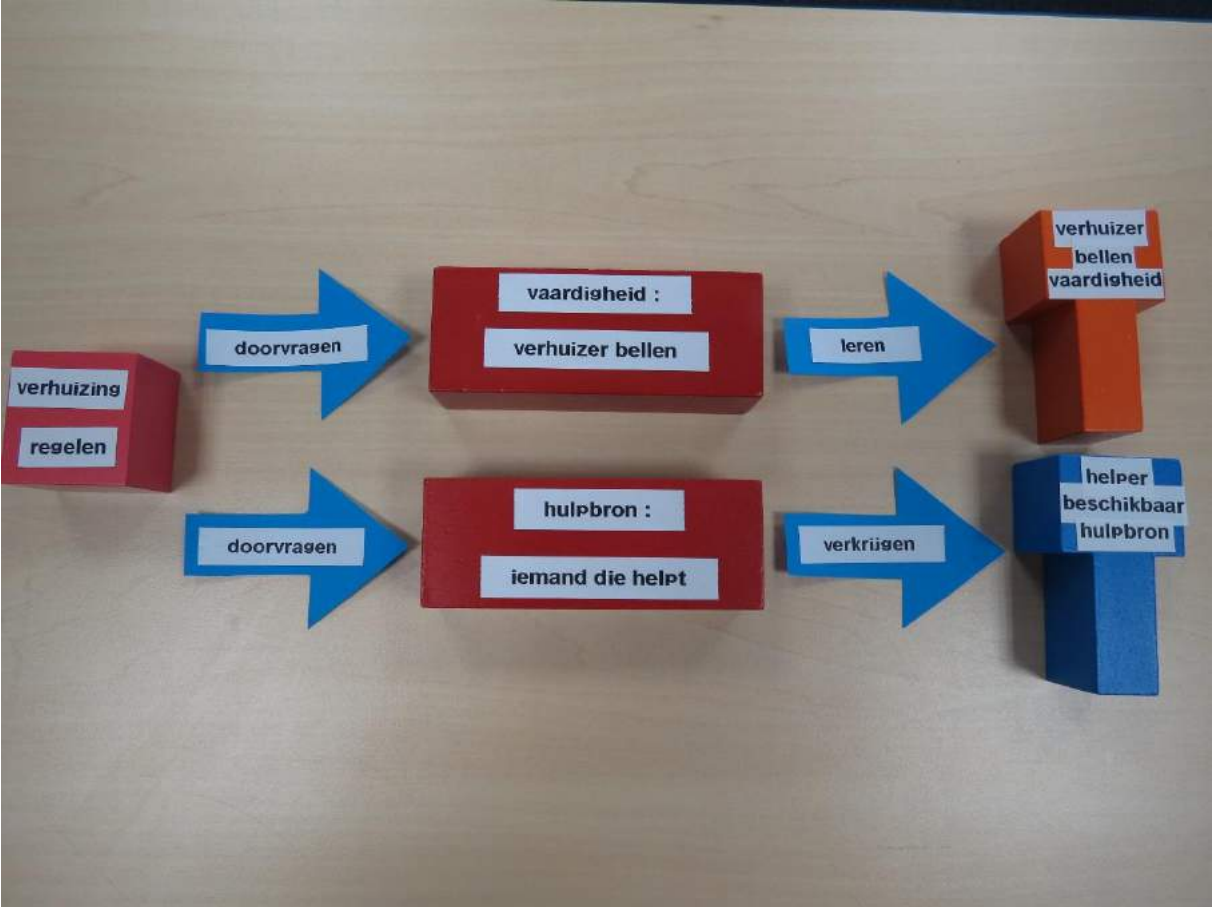 verhuizing
regelen
doorvragen
vaardigheid :
verhuizer bellen
leren
verhuizer
bellen
vaardigheid
doorvragen
hulpbron :
iemand die helpt
verkrijgen
helper
beschikbaar
hulpbron